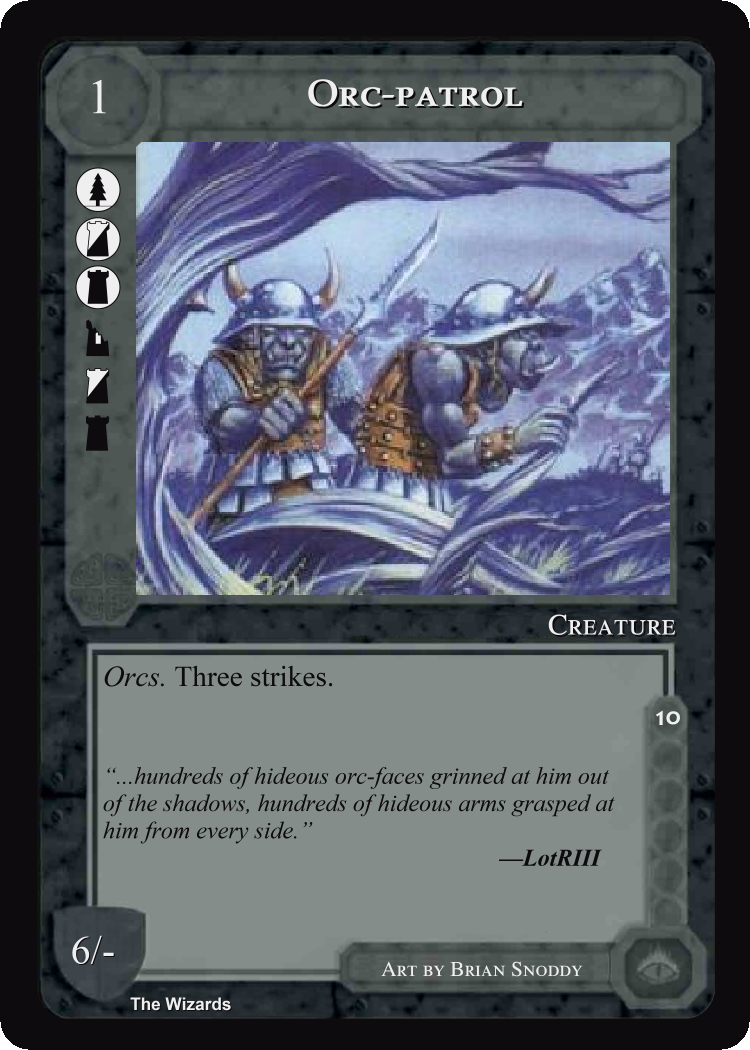 1
Orc-patrol
Creature
Orcs. Three strikes.
10
“...hundreds of hideous orc-faces grinned at him out
of the shadows, hundreds of hideous arms grasped at
him from every side.”
—LotRIII
6/-
Art by Brian Snoddy
The Wizards